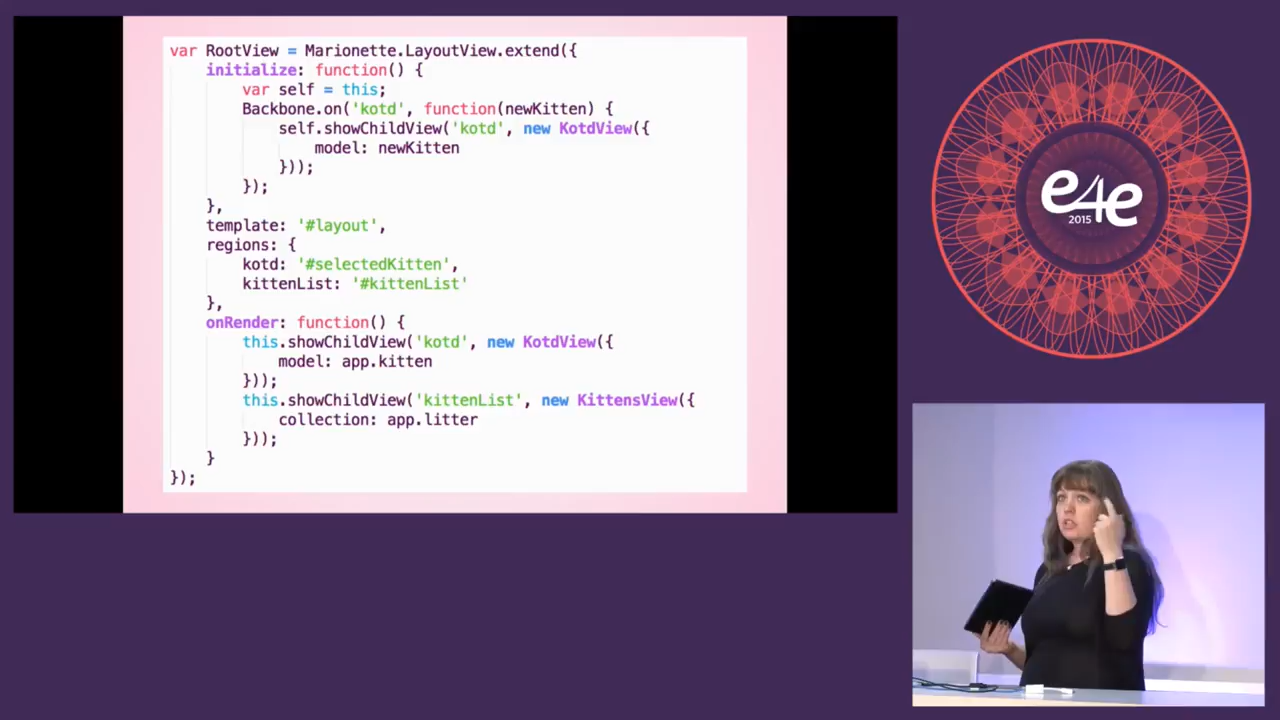 var RootView = Marionette.LayoutView.extend({
    initialize: function() {
        var self = this;
        Backbone.on('kotd', function(newKitten) {
            self.showChildView('kotd', new KotdView({
                model: newKitten
            }));
        });
    },
    template: '#layout',
    regions: {
        kotd: '#selectedKitten',
        kittenList: '#kittenList'
    },
    onRender: function() {
        this.showChildView('kotd', new KotdView({
            model: app.kitten
        }));
        this.showChildView('kittenList', new KittensView({
            collection: app.litter
        }));
    }
});
e4e
2015